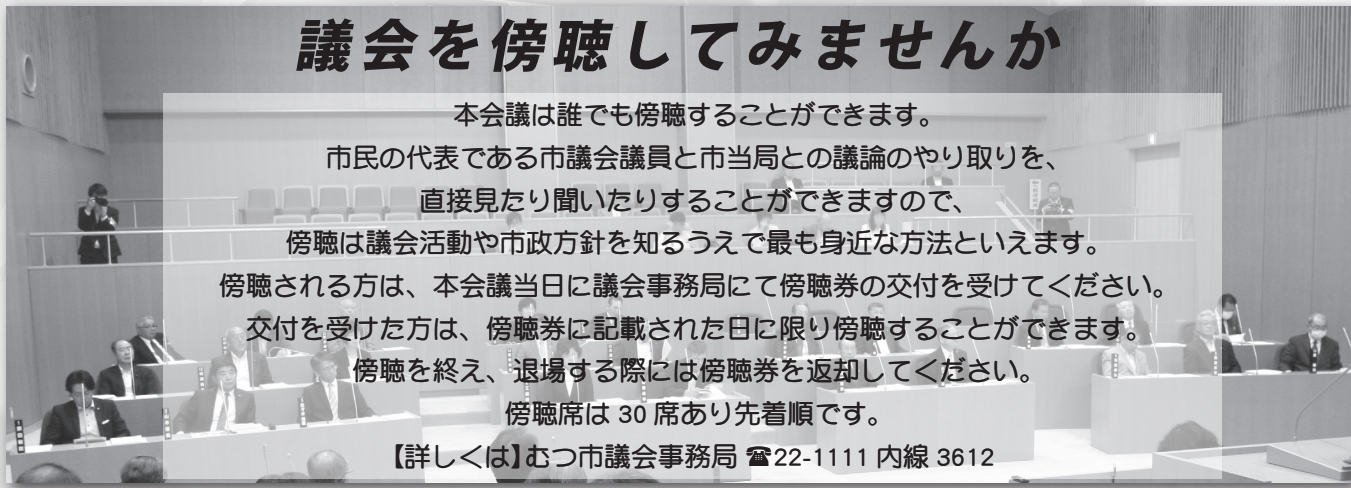 議会を傍聴してみませんか
本会議は誰でも傍聴することができます。
市民の代表である市議会議員と市当局との議論のやり取りを、
直接見たり聞いたりすることができますので、
傍聴は議会活動や市政方針を知るうえで最も身近な方法といえます。
傍聴される方は、本会議当日に議会事務局にて傍聴券の交付を受けてください。
交付を受けた方は、傍聴券に記載された日に限り傍聴することができます。
傍聴を終え、退場する際には傍聴券を返却してください。
傍聴席は 30 席あり先着順です。
【詳しくは】むつ市議会事務局 ☎22-1111 内線 3612